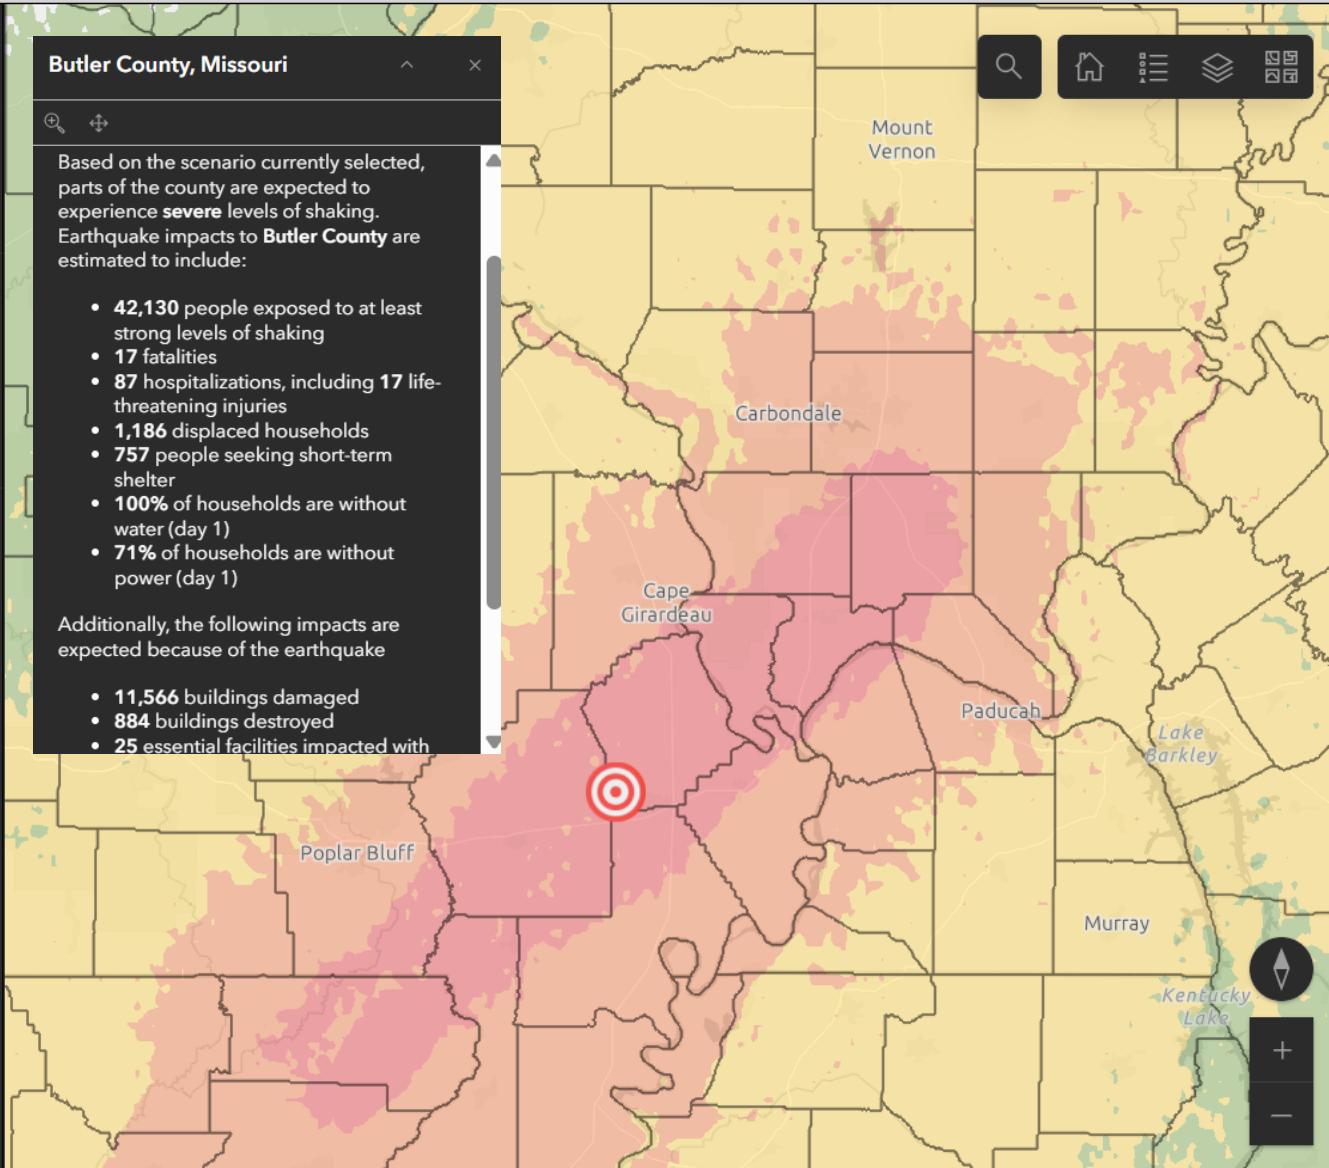 Butler County, Missouri
Based on the scenario currently selected,
parts of the county are expected to
experience severe levels of shaking.
Earthquake impacts to Butler County are
estimated to include:
• 42,130 people exposed to at least
strong levels of shaking
• 17 fatalities
• 87 hospitalizations, including 17 life-
threatening injuries
• 1,186 displaced households
• 757 people seeking short-term
shelter
• 100% of households are without
water (day 1)
• 71% of households are without
power (day 1)
Additionally, the following impacts are
expected because of the earthquake
• 11,566 buildings damaged
• 884 buildings destroyed
• 25 essential facilities impacted with
Mount
Vernon
Carbondale
Cape
Girardeau
Paducah
Lake
Barkley
Poplar Bluff
Murray
Kentucky
Lake